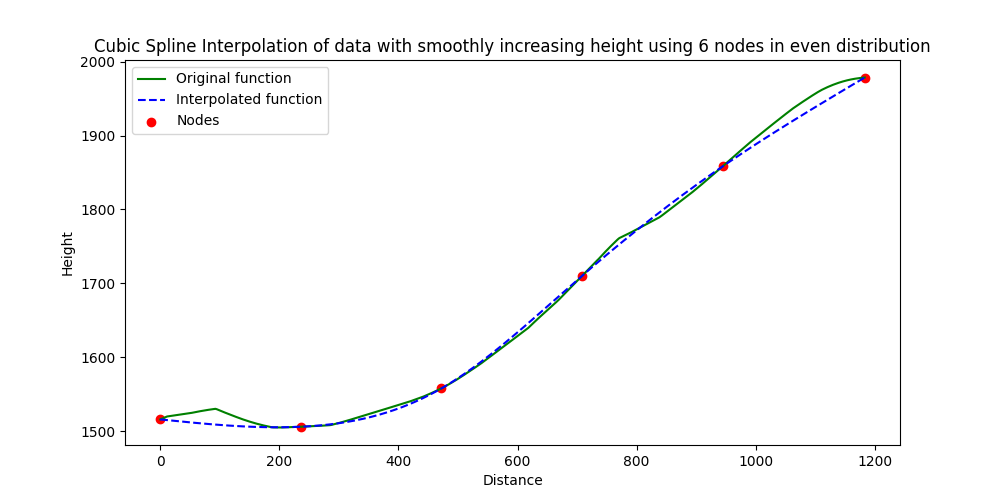 Cubic Spline Interpolation of data with smoothly increasing height using 6 nodes in even distribution
Original function
Interpolated function
Nodes
2000
1900
1800
1700
1600
1500
Height
0
200
400
600
800
1000
1200
Distance